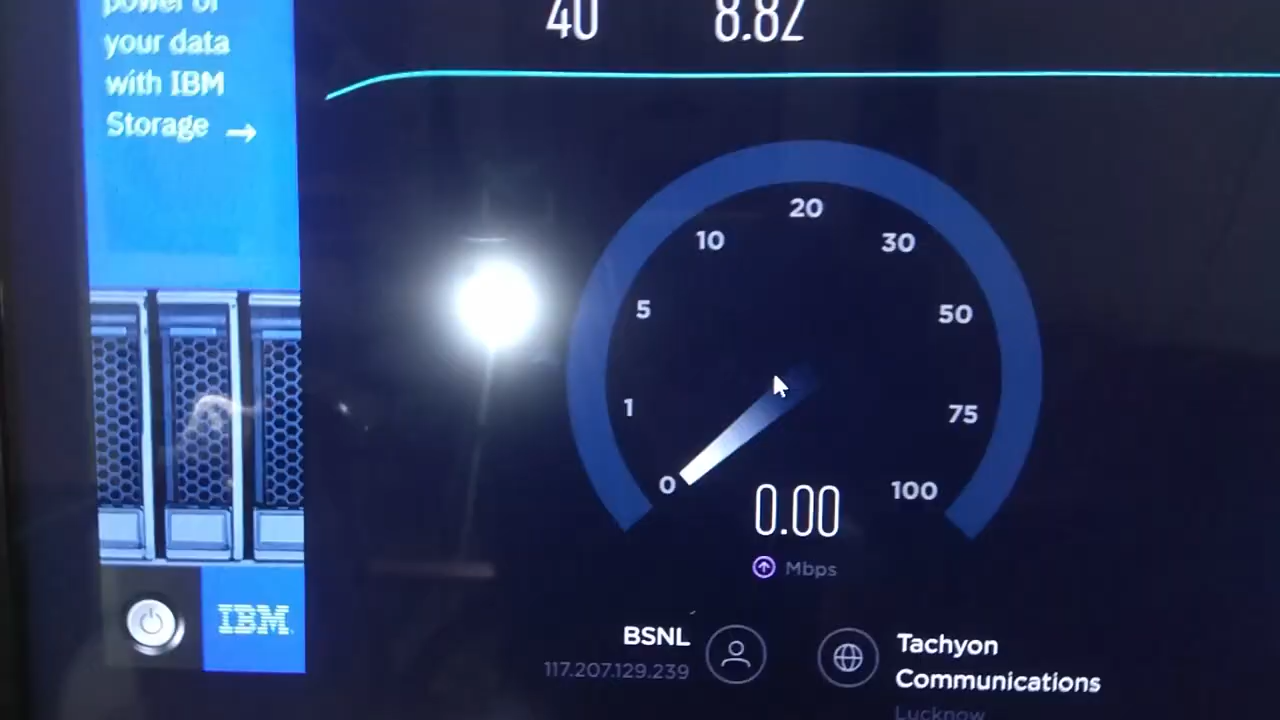 power of
your data
with IBM
Storage →
40
8.82
20
10
30
5
50
1
75
0
100
0.00
Mbps
IBM
BSNL
117.207.129.239
Tachyon
Communications
Lucknow